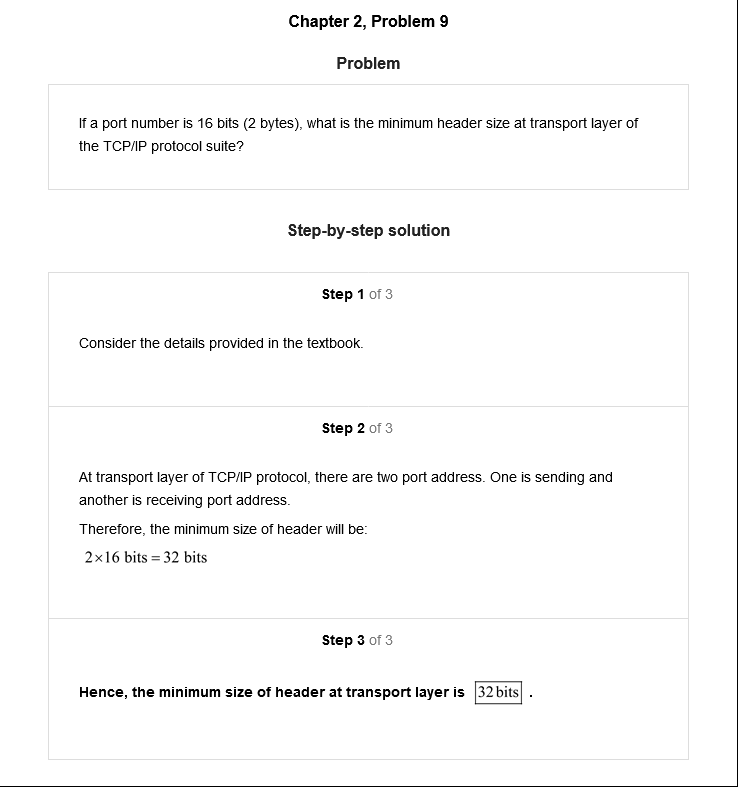 Chapter 2, Problem 9
Problem
If a port number is 16 bits (2 bytes), what is the minimum header size at transport layer of
the TCP/IP protocol suite?
Step-by-step solution
Step 1 of 3
Consider the details provided in the textbook.
Step 2 of 3
At transport layer of TCP/IP protocol, there are two port address. One is sending and
another is receiving port address.
Therefore, the minimum size of header will be:
2×16 bits = 32 bits
Step 3 of 3
Hence, the minimum size of header at transport layer is 32 bits .